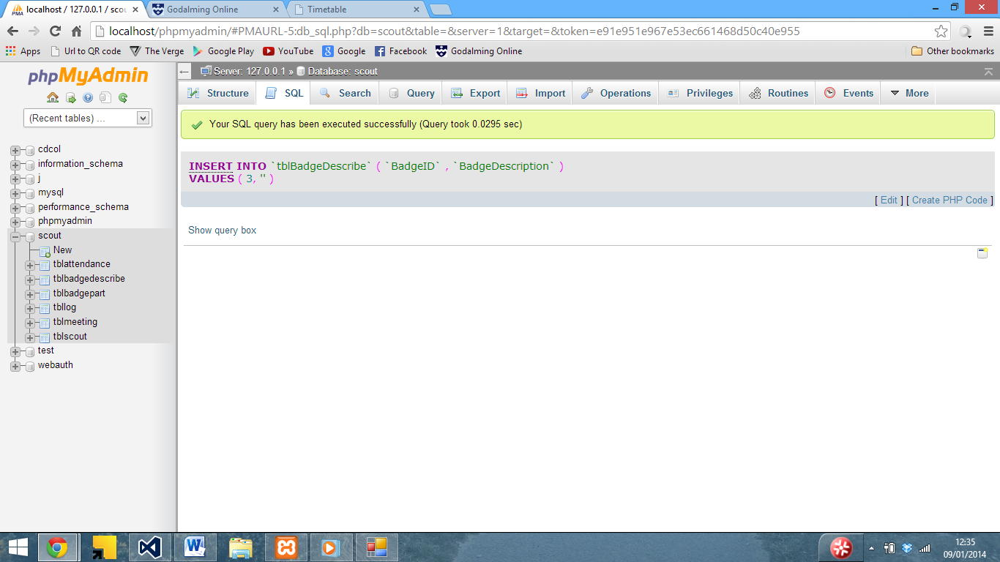 localhost / 127.0.0.1 / scou
Godalming Online
Timetable
localhost/phpmyadmin/#PMAURL-5:db_sql.php?db=scout&table=&server=1&target=&token=e91e951e967e53ec661468d50c40e955
Apps Url to QR code The Verge Google Play YouTube Google Facebook Godalming Online Other bookmarks
phpMyAdmin
(Recent tables) ...
cdcol
information_schema
j
mysql
performance_schema
phpmyadmin
scout
New
tblattendance
tblbadgedescribe
tblbadgepart
tbllog
tblmeeting
tblscout
test
webauth
Server: 127.0.0.1 » Database: scout
Structure SQL Search Query Export Import Operations Privileges Routines Events More
Your SQL query has been executed successfully (Query took 0.0295 sec)
INSERT INTO `tblBadgeDescribe` ( `BadgeID` , `BadgeDescription` )
VALUES ( 3, '' )
[ Edit ] [ Create PHP Code ]
Show query box
12:35
09/01/2014